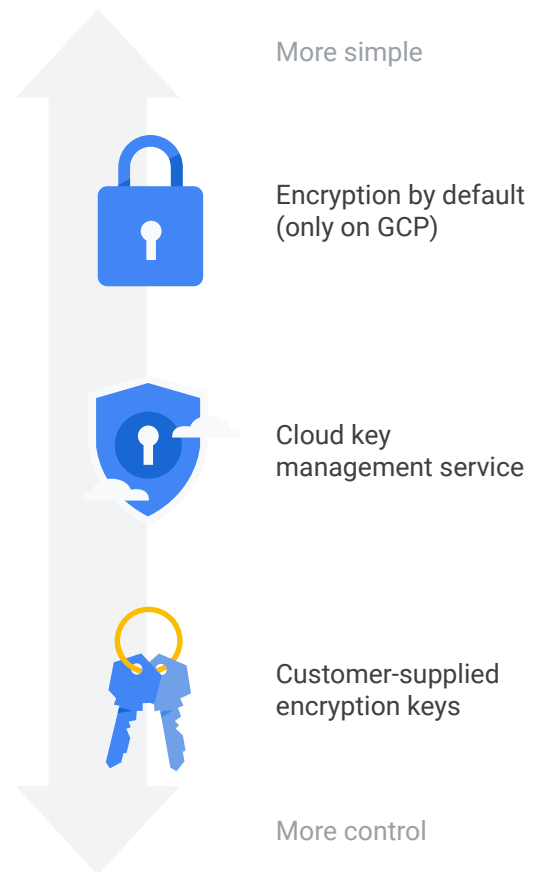 More simple
Encryption by default
(only on GCP)
Cloud key
management service
Customer-supplied
encryption keys
More control